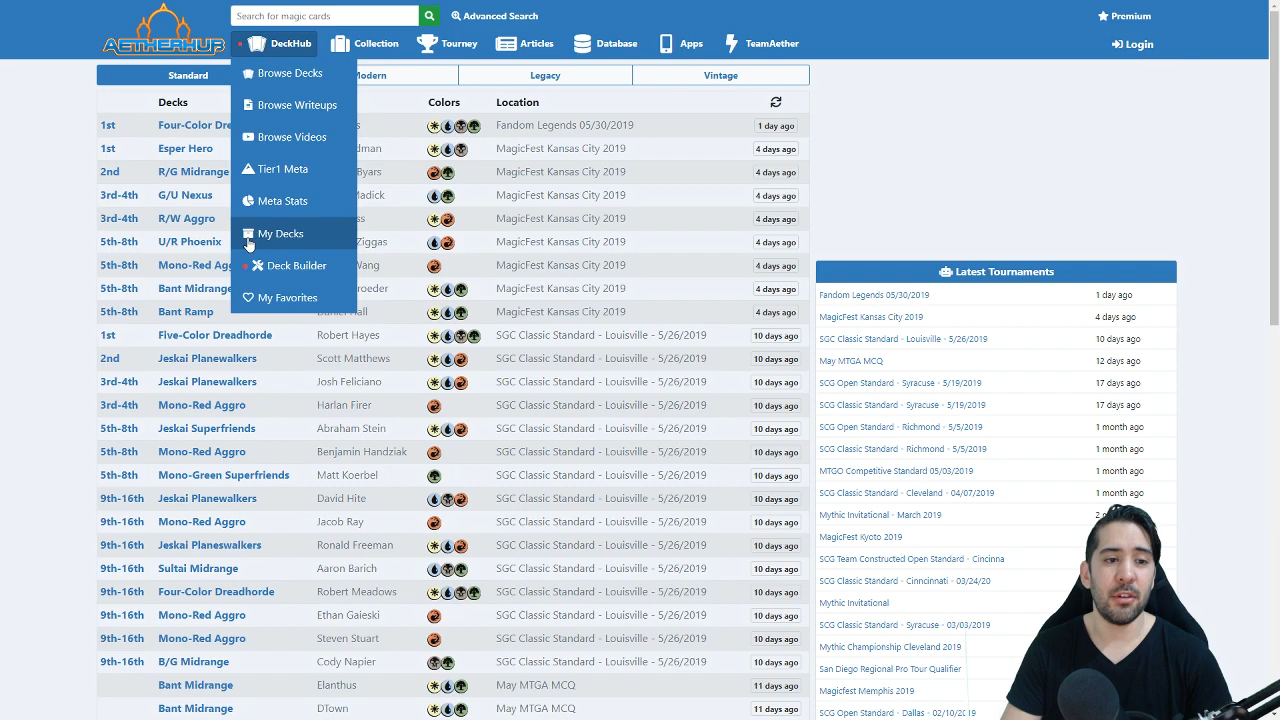 AETHERHUB
Search for magic cards
Advanced Search
Premium
DeckHub
Collection
Tourney
Articles
Database
Apps
TeamAether
Login
Browse Decks
Browse Writeups
Browse Videos
Tier1 Meta
Meta Stats
My Decks
Deck Builder
My Favorites
Standard
Modern
Legacy
Vintage
Decks Colors Location
1st Fandom Legends 05/30/2019 1 day ago
1st Esper Hero MagicFest Kansas City 2019 4 days ago
2nd R/G Midrange Byars MagicFest Kansas City 2019 4 days ago
3rd-4th G/U Nexus MagicFest Kansas City 2019 4 days ago
3rd-4th R/W Aggro MagicFest Kansas City 2019 4 days ago
5th-8th U/R Phoenix Ziggas MagicFest Kansas City 2019 4 days ago
5th-8th Mono-Red MagicFest Kansas City 2019 4 days ago
5th-8th Bant MagicFest Kansas City 2019 4 days ago
5th-8th Bant Ramp MagicFest Kansas City 2019 4 days ago
1st Five-Color Dreadhorde Robert Hayes SGC Classic Standard - Louisville - 5/26/2019 10 days ago
2nd Jeskai Planewalkers Scott Matthews SGC Classic Standard - Louisville - 5/26/2019 10 days ago
3rd-4th Jeskai Planewalkers Josh Feliciano SGC Classic Standard - Louisville - 5/26/2019 10 days ago
3rd-4th Mono-Red Aggro Harlan Firer SGC Classic Standard - Louisville - 5/26/2019 10 days ago
5th-8th Jeskai Superfriends Abraham Stein SGC Classic Standard - Louisville - 5/26/2019 10 days ago
5th-8th Mono-Red Aggro Benjamin Handziak SGC Classic Standard - Louisville - 5/26/2019 10 days ago
5th-8th Mono-Green Superfriends Matt Koerbel SGC Classic Standard - Louisville - 5/26/2019 10 days ago
9th-16th Jeskai Planewalkers David Hite SGC Classic Standard - Louisville - 5/26/2019 10 days ago
9th-16th Mono-Red Aggro Jacob Ray SGC Classic Standard - Louisville - 5/26/2019 10 days ago
9th-16th Jeskai Planeswalkers Ronald Freeman SGC Classic Standard - Louisville - 5/26/2019 10 days ago
9th-16th Sultai Midrange Aaron Barich SGC Classic Standard - Louisville - 5/26/2019 10 days ago
9th-16th Four-Color Dreadhorde Robert Meadows SGC Classic Standard - Louisville - 5/26/2019 10 days ago
9th-16th Mono-Red Aggro Ethan Gaieski SGC Classic Standard - Louisville - 5/26/2019 10 days ago
9th-16th Mono-Red Aggro Steven Stuart SGC Classic Standard - Louisville - 5/26/2019 10 days ago
9th-16th B/G Midrange Cody Napier SGC Classic Standard - Louisville - 5/26/2019 10 days ago
Bant Midrange Elanthus May MTGA MCQ 11 days ago
Bant Midrange DTown May MTGA MCQ 11 days ago
Latest Tournaments
Fandom Legends 05/30/2019 1 day ago
MagicFest Kansas City 2019 4 days ago
SGC Classic Standard - Louisville - 5/26/2019 10 days ago
May MTGA MCQ 12 days ago
SCG Open Standard - Syracuse - 5/19/2019 17 days ago
SCG Classic Standard - Syracuse - 5/19/2019 17 days ago
SCG Open Standard - Richmond - 5/5/2019 1 month ago
SCG Classic Standard - Richmond - 5/5/2019 1 month ago
MTGO Competitive Standard 05/03/2019 1 month ago
SCG Classic Standard - Cleveland - 04/07/2019 1 month ago
Mythic Invitational - March 2019
MagicFest Kyoto 2019
SCG Team Constructed Open Standard - Cincinna
SCG Classic Standard - Cinncincnati - 03/24/20
Mythic Invitational
SCG Classic Standard - Syracuse - 03/03/2019
Mythic Championship Cleveland 2019
San Diego Regional Pro Tour Qualifier
Magicfest Memphis 2019
SCG Open Standard - Dallas - 02/10/2019